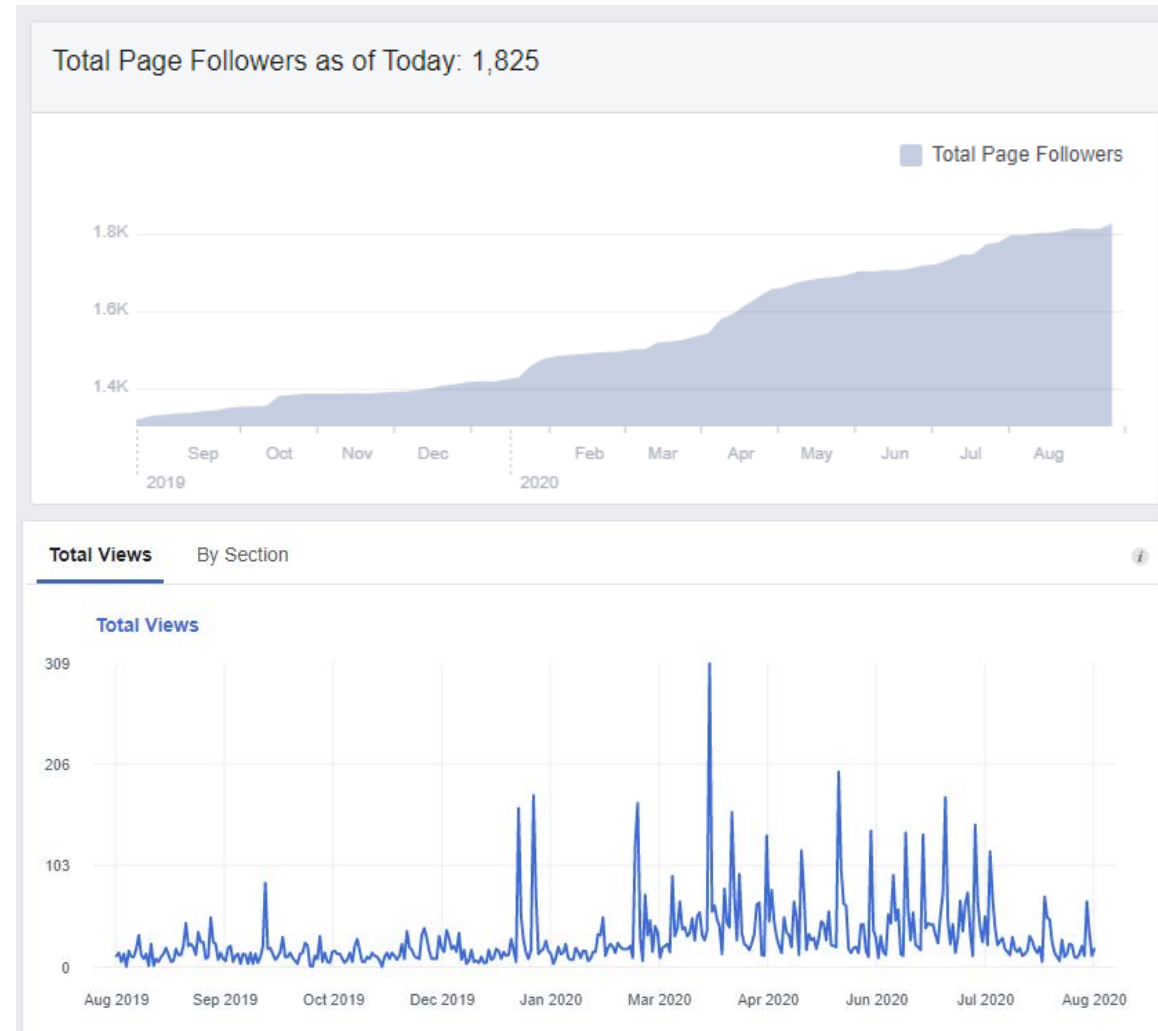 Total Page Followers as of Today: 1,825
Total Page Followers
1.8K
1.6K
1.4K
Sep Oct Nov Dec Feb Mar Apr May Jun Jul Aug
2019 2020
Total Views By Section i
Total Views
309
206
103
0
Aug 2019 Sep 2019 Oct 2019 Dec 2019 Jan 2020 Mar 2020 Apr 2020 Jun 2020 Jul 2020 Aug 2020